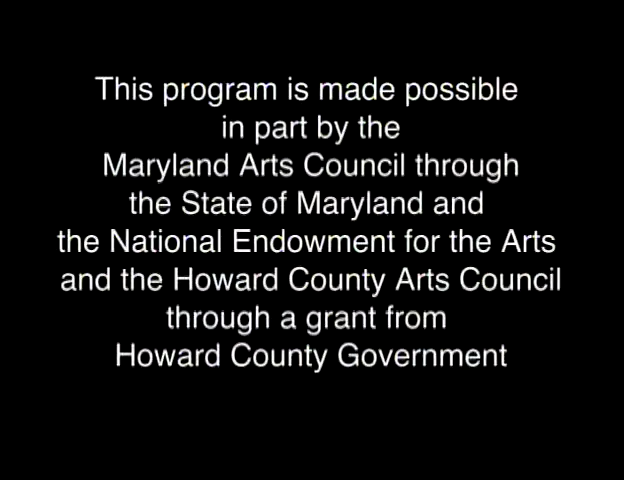 This program is made possible
in part by the
Maryland Arts Council through
the State of Maryland and
the National Endowment for the Arts
and the Howard County Arts Council
through a grant from
Howard County Government